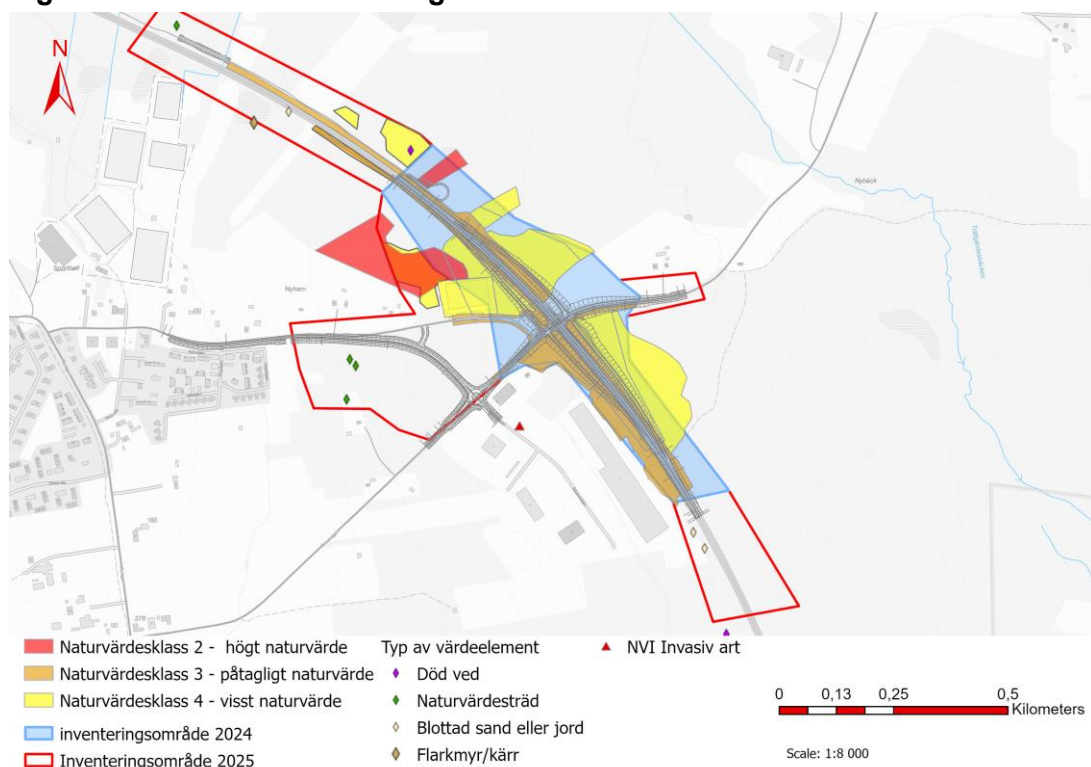 N
Sporthall
Nyhem
Nybäck
376
Naturvärdesklass 2 - högt naturvärde
Naturvärdesklass 3 - påtagligt naturvärde
Naturvärdesklass 4 - visst naturvärde
inventeringsområde 2024
Inventeringsområde 2025
Typ av värdeelement
Död ved
Naturvärdesträd
Blottad sand eller jord
Flarkmyr/kärr
NVI Invasiv art
0 0,13 0,25 0,5
Kilometers
Scale: 1:8 000